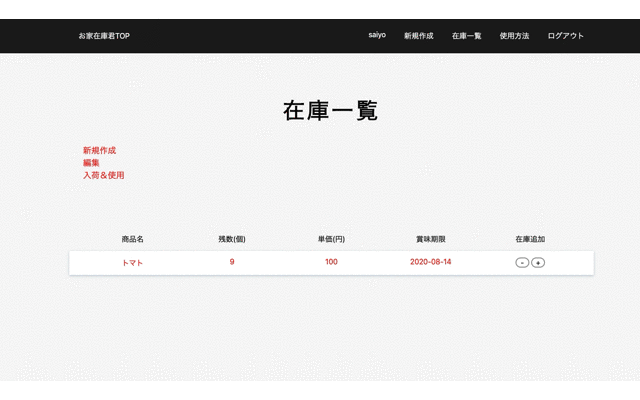 お家在庫君TOP saiyo 新規作成 在庫一覧 使用方法 ログアウト
在庫一覧
新規作成
編集
入荷＆使用
商品名 残数(個) 単価(円) 賞味期限 在庫追加
トマト 9 100 2020-08-14 - +